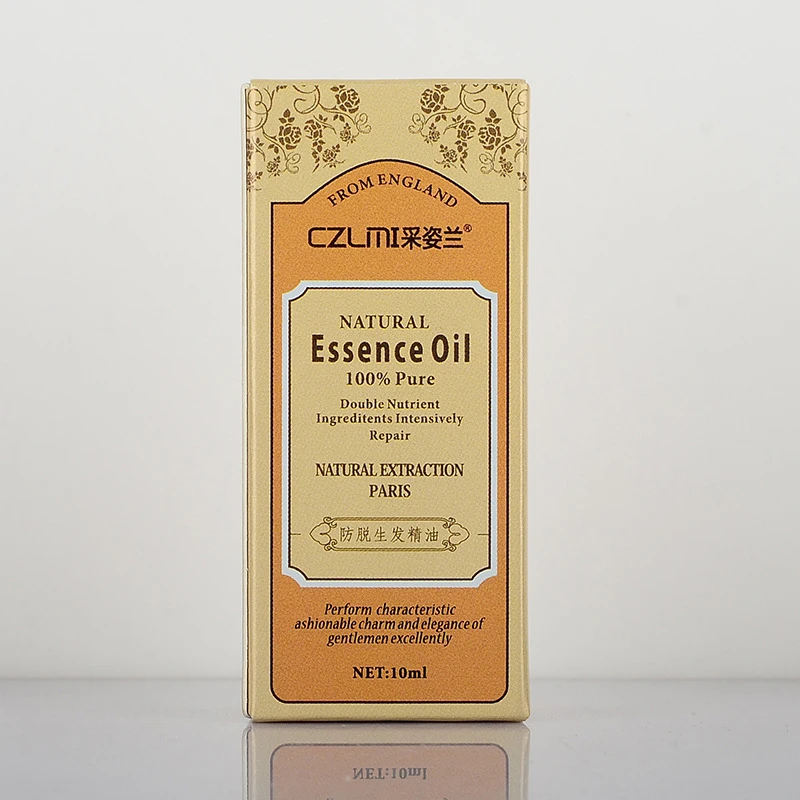 FROM ENGLAND
CZLMI采姿兰®
NATURAL
Essence Oil
100% Pure
Double Nutrient
Ingreditents Intensively
Repair
NATURAL EXTRACTION
PARIS
防脱生发精油
Perform characteristic
ashionable charm and elegance of
gentlemen excellently
NET:10ml